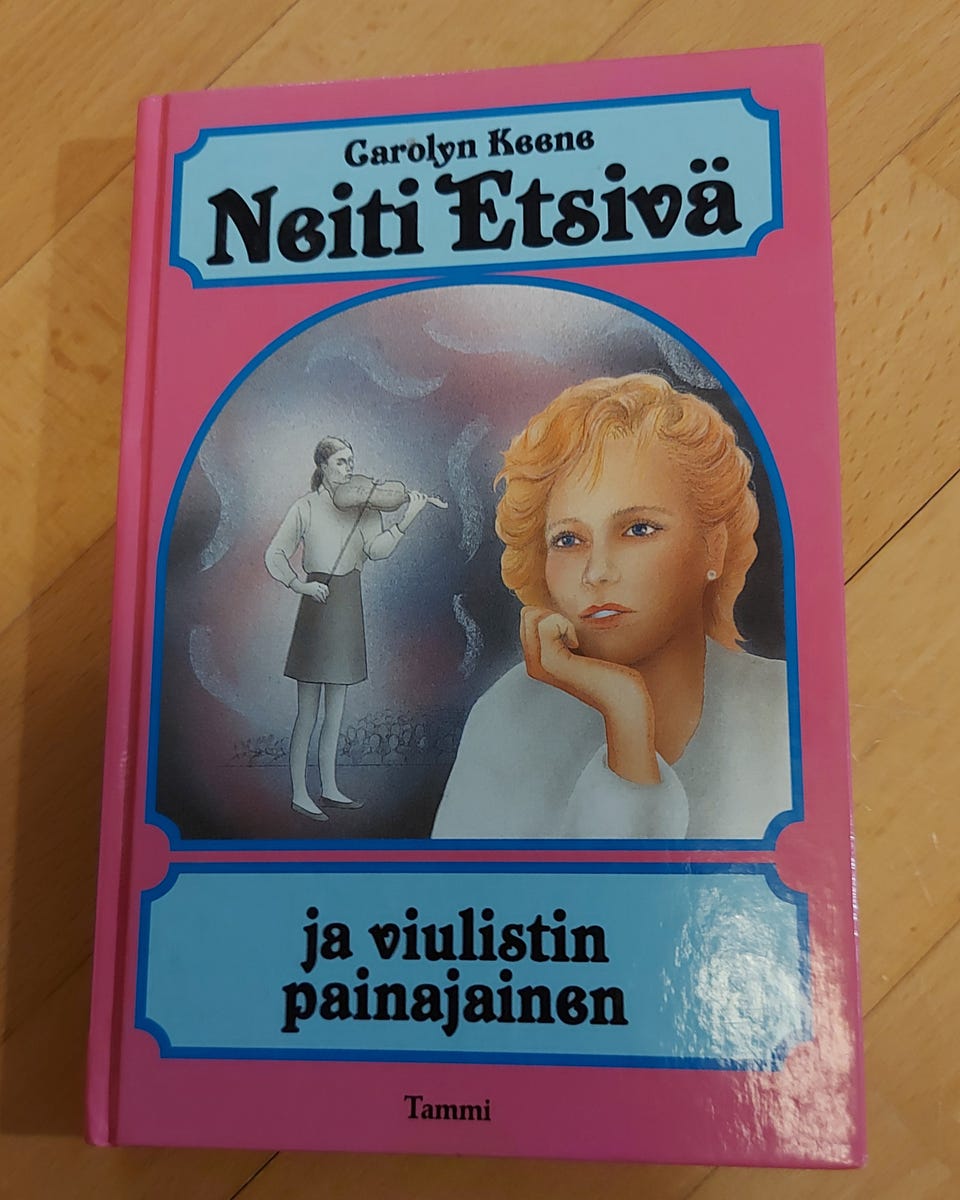 Carolyn Keene
Neiti Etsivä
ja viulistin
painajainen
Tammi